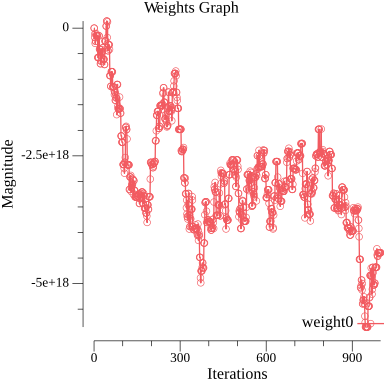 Weights Graph
0
-2.5e+18
-5e+18
Magnitude
weight0
0
300
600
900
Iterations